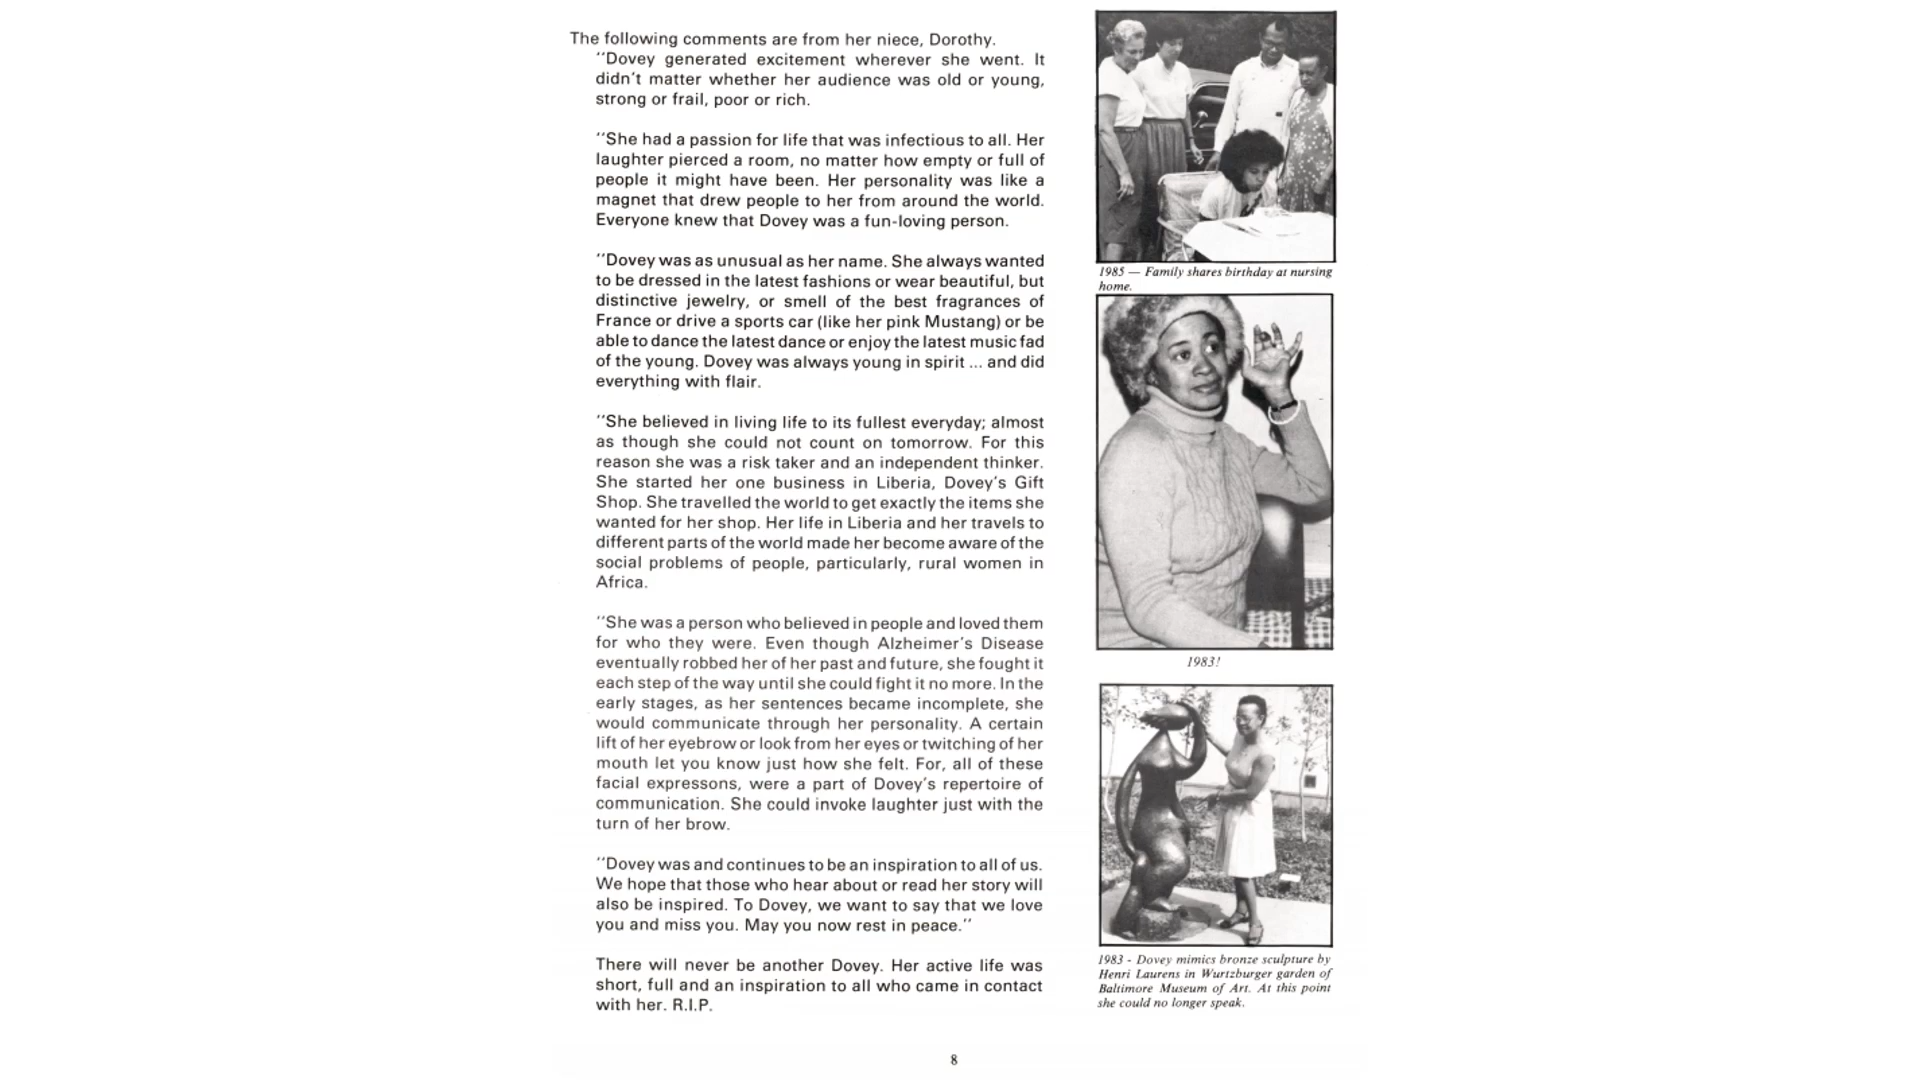 The following comments are from her niece, Dorothy.
"Dovey generated excitement wherever she went. It
didn't matter whether her audience was old or young,
strong or frail, poor or rich.
"She had a passion for life that was infectious to all. Her
laughter pierced a room, no matter how empty or full of
people it might have been. Her personality was like a
magnet that drew people to her from around the world.
Everyone knew that Dovey was a fun-loving person.
"Dovey was as unusual as her name. She always wanted
to be dressed in the latest fashions or wear beautiful, but
distinctive jewelry, or smell of the best fragrances of
France or drive a sports car (like her pink Mustang) or be
able to dance the latest dance or enjoy the latest music fad
of the young. Dovey was always young in spirit ... and did
everything with flair.
"She believed in living life to its fullest everyday; almost
as though she could not count on tomorrow. For this
reason she was a risk taker and an independent thinker.
She started her one business in Liberia, Dovey's Gift
Shop. She travelled the world to get exactly the items she
wanted for her shop. Her life in Liberia and her travels to
different parts of the world made her become aware of the
social problems of people, particularly, rural women in
Africa.
"She was a person who believed in people and loved them
for who they were. Even though Alzheimer's Disease
eventually robbed her of her past and future, she fought it
each step of the way until she could fight it no more. In the
early stages, as her sentences became incomplete, she
would communicate through her personality. A certain
lift of her eyebrow or look from her eyes or twitching of her
mouth let you know just how she felt. For, all of these
facial expressons, were a part of Dovey's repertoire of
communication. She could invoke laughter just with the
turn of her brow.
"Dovey was and continues to be an inspiration to all of us.
We hope that those who hear about or read her story will
also be inspired. To Dovey, we want to say that we love
you and miss you. May you now rest in peace."
There will never be another Dovey. Her active life was
short, full and an inspiration to all who came in contact
with her. R.I.P.
1985 — Family shares birthday at nursing
home.
1983!
1983 - Dovey mimics bronze sculpture by
Henri Laurens in Wurtzburger garden of
Baltimore Museum of Art. At this point
she could no longer speak.
8